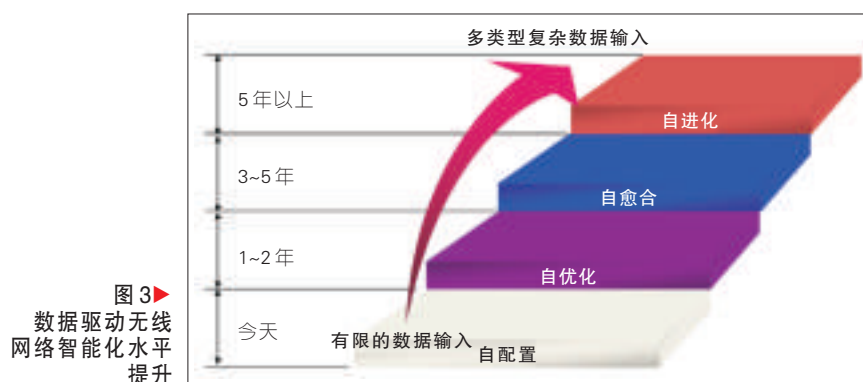 多类型复杂数据输入
5年以上
自进化
3~5年
自愈合
1~2年
自优化
今天
有限的数据输入
自配置
图3▶
数据驱动无线
网络智能化水平
提升